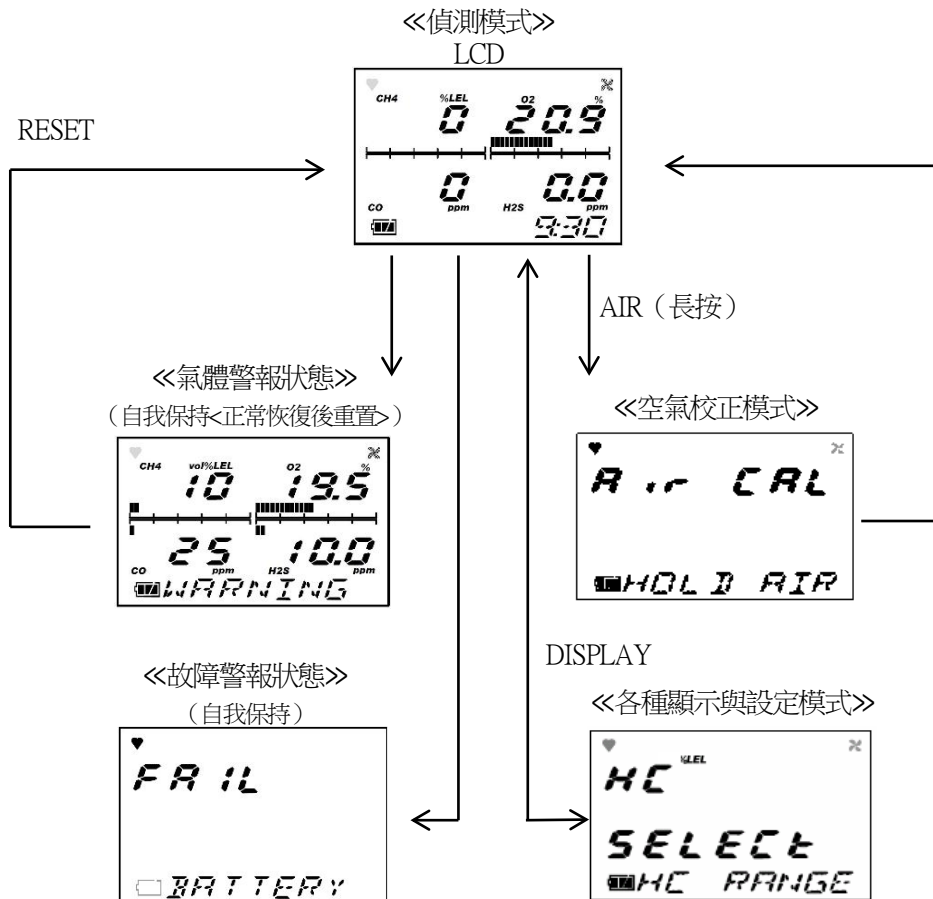 ≪偵測模式≫
LCD
CH4 %LEL O2 %
0 20.9
0 0.0
CO ppm H2S ppm
9:30
RESET
AIR（長按）
≪氣體警報狀態≫
（自我保持<正常恢復後重置>）
CH4 vol%LEL O2 %
10 19.5
25 10.0
CO ppm H2S ppm
WARNING
≪空氣校正模式≫
Air CAL
HOLD AIR
DISPLAY
≪故障警報狀態≫
（自我保持）
FAIL
BATTERY
≪各種顯示與設定模式≫
HC %LEL
SELECt
HC RANGE